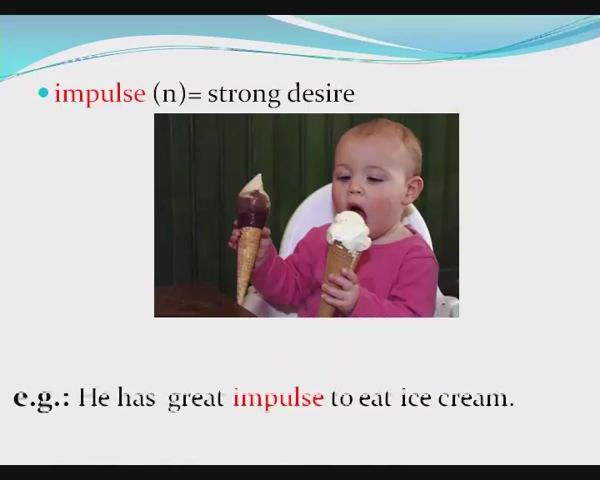 impulse (n)= strong desire
e.g.: He has great impulse to eat ice cream.